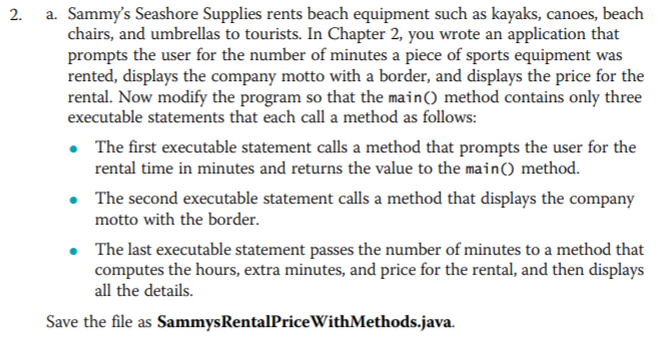 2. a. Sammy's Seashore Supplies rents beach equipment such as kayaks, canoes, beach
chairs, and umbrellas to tourists. In Chapter 2, you wrote an application that
prompts the user for the number of minutes a piece of sports equipment was
rented, displays the company motto with a border, and displays the price for the
rental. Now modify the program so that the main() method contains only three
executable statements that each call a method as follows:
• The first executable statement calls a method that prompts the user for the
rental time in minutes and returns the value to the main() method.
• The second executable statement calls a method that displays the company
motto with the border.
• The last executable statement passes the number of minutes to a method that
computes the hours, extra minutes, and price for the rental, and then displays
all the details.
Save the file as SammysRentalPriceWithMethods.java.